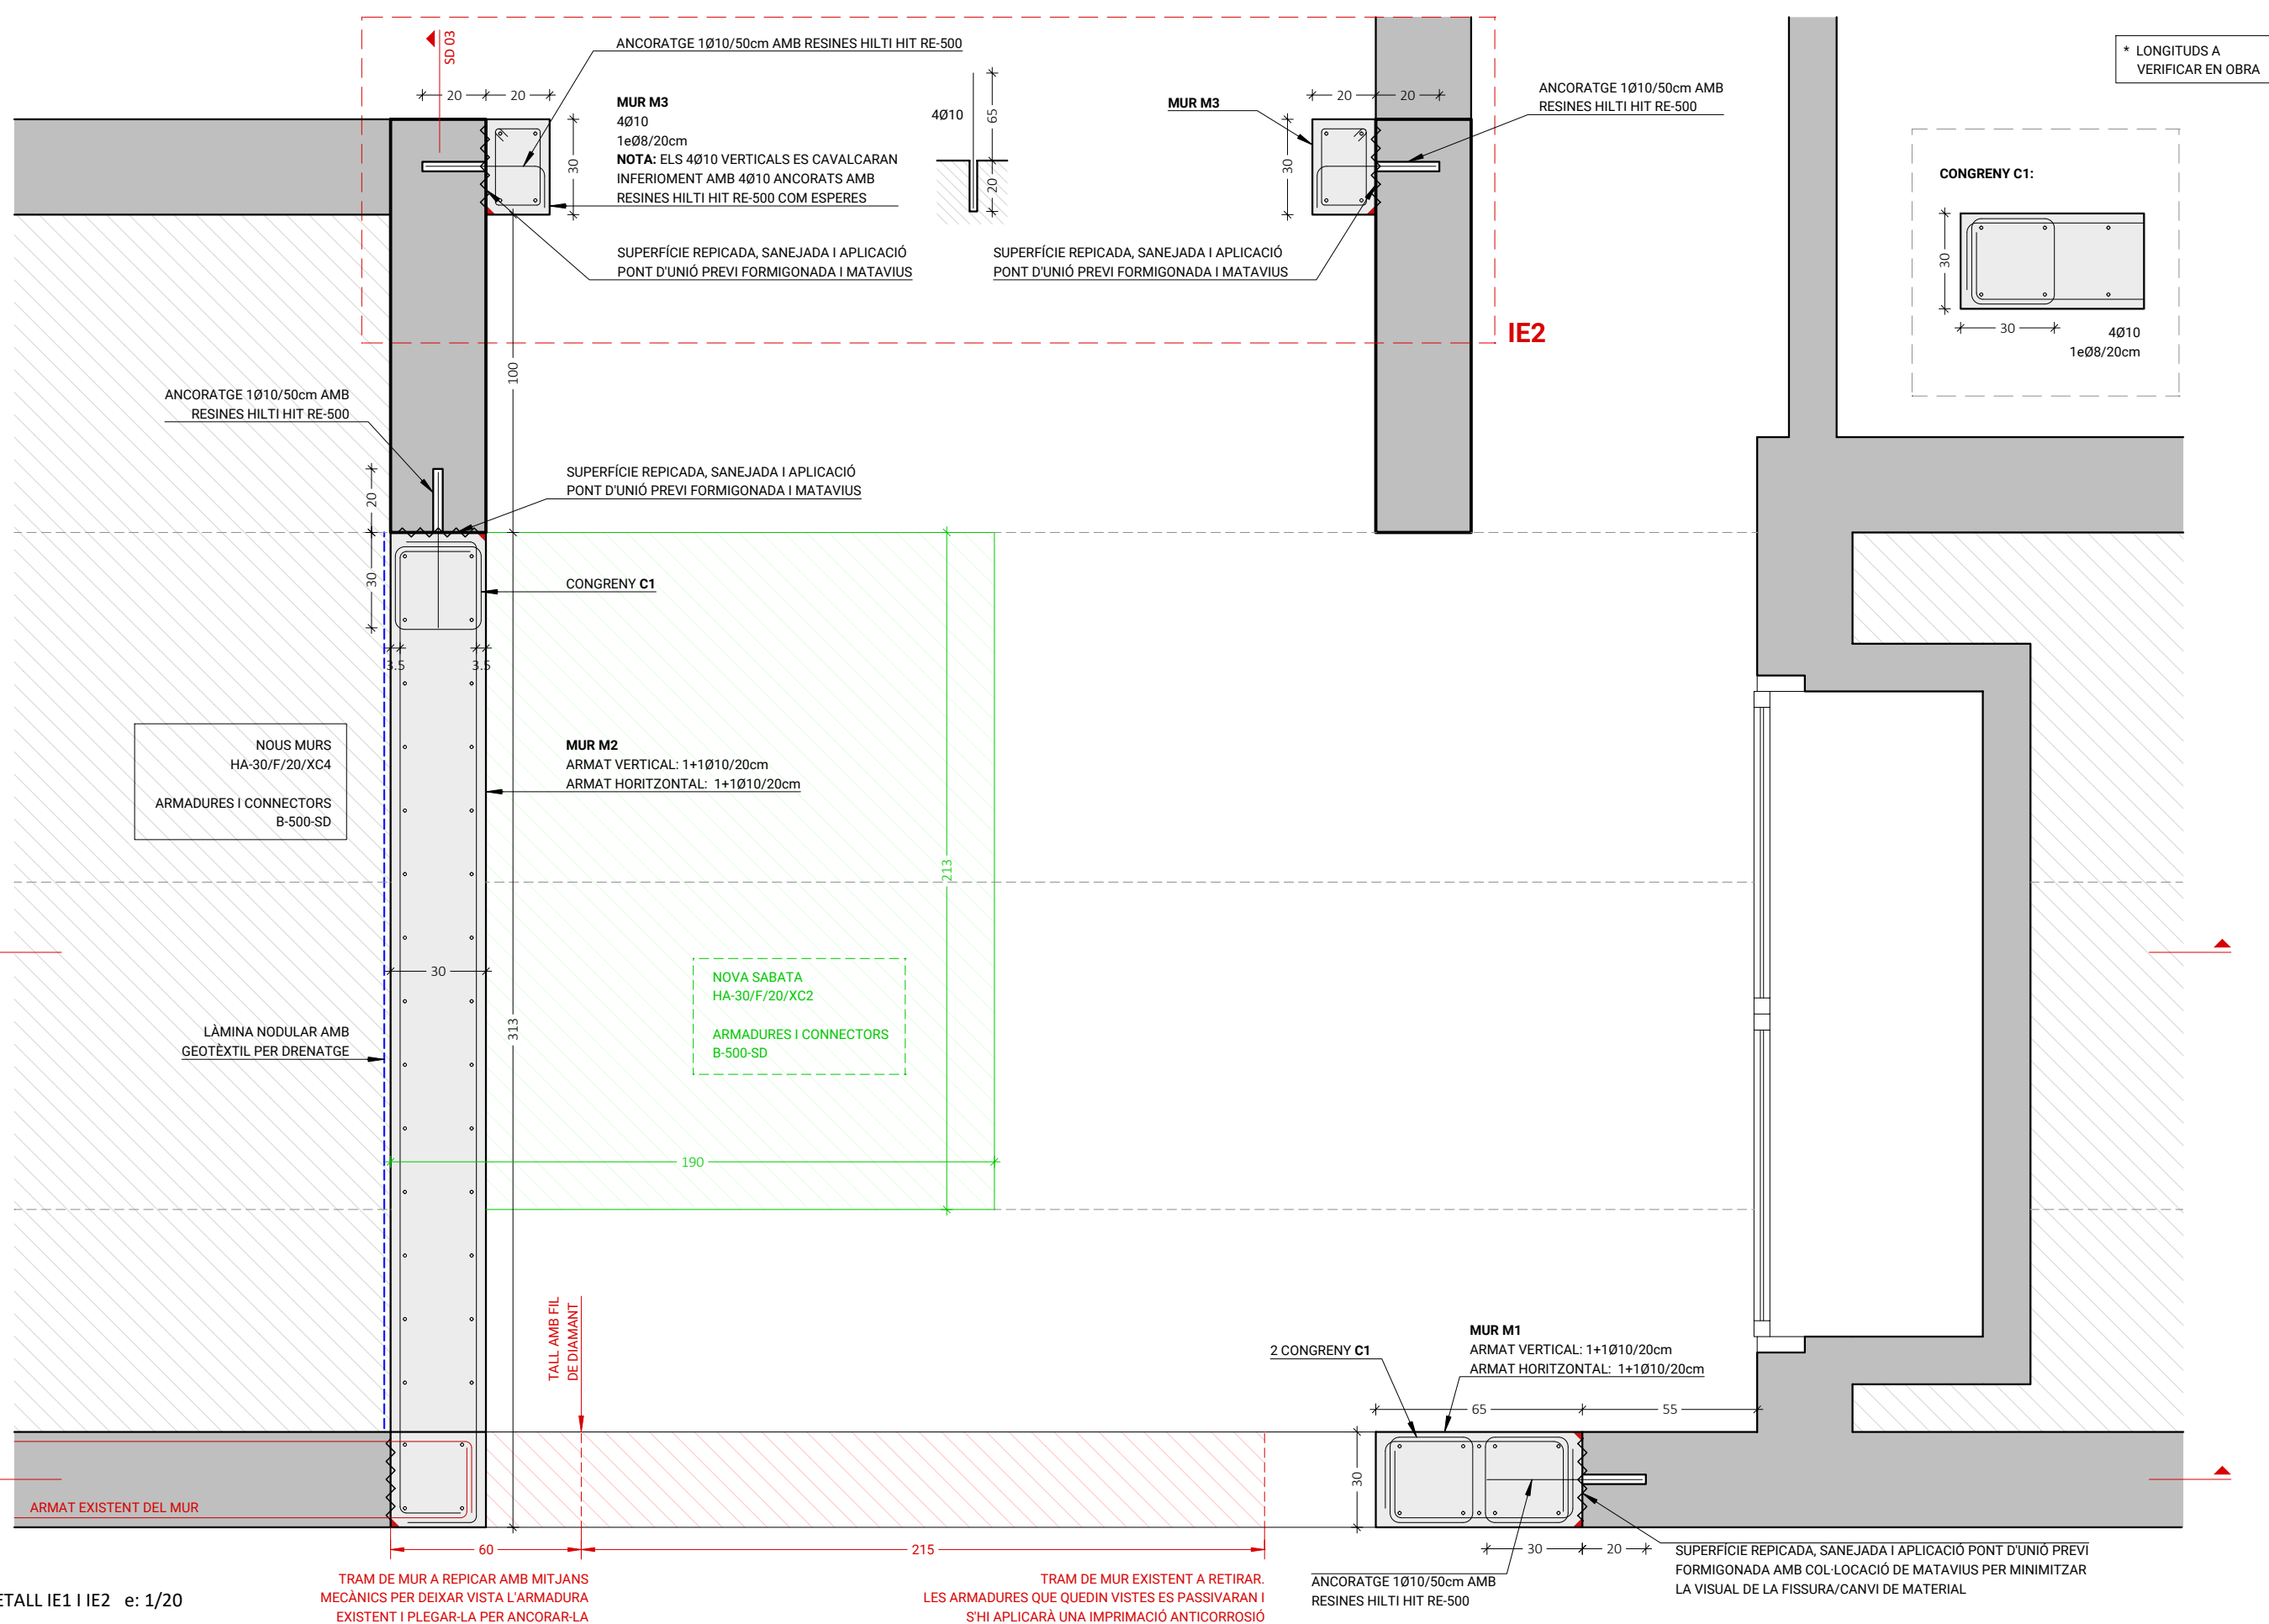 SD 03
ANCORATGE 1Ø10/50cm AMB RESINES HILTI HIT RE-500
20
20
30
MUR M3
4Ø10
1eØ8/20cm
NOTA: ELS 4Ø10 VERTICALS ES CAVALCARAN
INFERIOMENT AMB 4Ø10 ANCORATS AMB
RESINES HILTI HIT RE-500 COM ESPERES
SUPERFÍCIE REPICADA, SANEJADA I APLICACIÓ
PONT D'UNIÓ PREVI FORMIGONADA I MATAVIUS
4Ø10
65
20
MUR M3
20
20
30
ANCORATGE 1Ø10/50cm AMB
RESINES HILTI HIT RE-500
SUPERFÍCIE REPICADA, SANEJADA I APLICACIÓ
PONT D'UNIÓ PREVI FORMIGONADA I MATAVIUS
IE2
* LONGITUDS A
VERIFICAR EN OBRA
CONGRENY C1:
30
30
4Ø10
1eØ8/20cm
100
ANCORATGE 1Ø10/50cm AMB
RESINES HILTI HIT RE-500
20
30
SUPERFÍCIE REPICADA, SANEJADA I APLICACIÓ
PONT D'UNIÓ PREVI FORMIGONADA I MATAVIUS
CONGRENY C1
3.5
3.5
NOUS MURS
HA-30/F/20/XC4
ARMADURES I CONNECTORS
B-500-SD
MUR M2
ARMAT VERTICAL: 1+1Ø10/20cm
ARMAT HORITZONTAL: 1+1Ø10/20cm
213
30
313
NOVA SABATA
HA-30/F/20/XC2
ARMADURES I CONNECTORS
B-500-SD
LÀMINA NODULAR AMB
GEOTÈXTIL PER DRENATGE
190
TALL AMB FIL
DE DIAMANT
2 CONGRENY C1
MUR M1
ARMAT VERTICAL: 1+1Ø10/20cm
ARMAT HORITZONTAL: 1+1Ø10/20cm
65
55
30
ARMAT EXISTENT DEL MUR
60
215
30
20
TRAM DE MUR A REPICAR AMB MITJANS
MECÀNICS PER DEIXAR VISTA L'ARMADURA
EXISTENT I PLEGAR-LA PER ANCORAR-LA
TRAM DE MUR EXISTENT A RETIRAR.
LES ARMADURES QUE QUEDIN VISTES ES PASSIVARAN I
S'HI APLICARÀ UNA IMPRIMACIÓ ANTICORROSIÓ
ANCORATGE 1Ø10/50cm AMB
RESINES HILTI HIT RE-500
SUPERFÍCIE REPICADA, SANEJADA I APLICACIÓ PONT D'UNIÓ PREVI
FORMIGONADA AMB COL·LOCACIÓ DE MATAVIUS PER MINIMITZAR
LA VISUAL DE LA FISSURA/CANVI DE MATERIAL
ETALL IE1 I IE2 e: 1/20